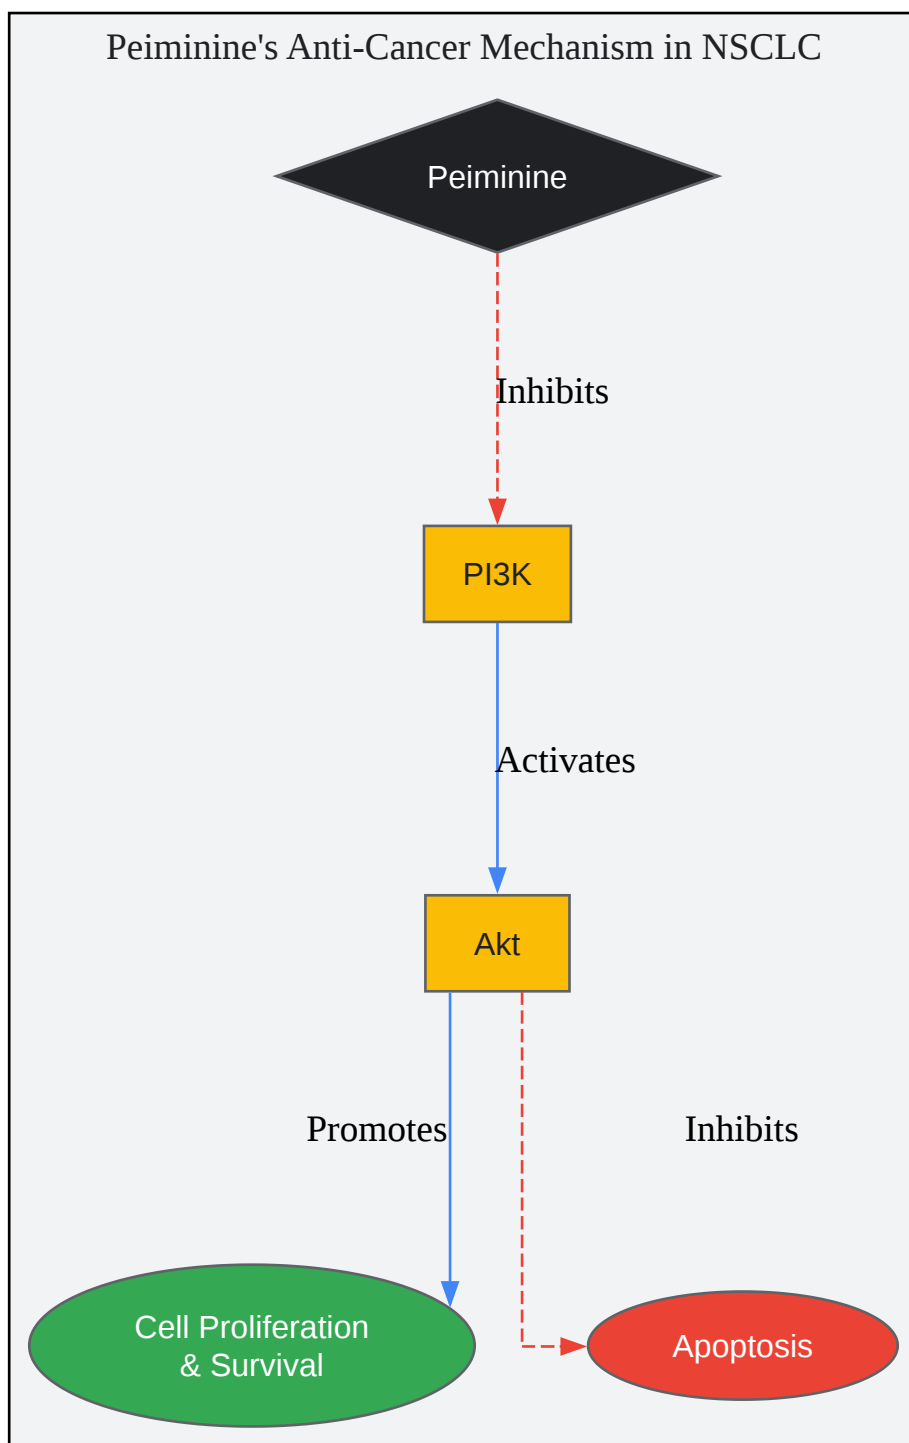 Peiminine's Anti-Cancer Mechanism in NSCLC
Peiminine
Inhibits
PI3K
Activates
Akt
Promotes
Inhibits
Cell Proliferation
& Survival
Apoptosis